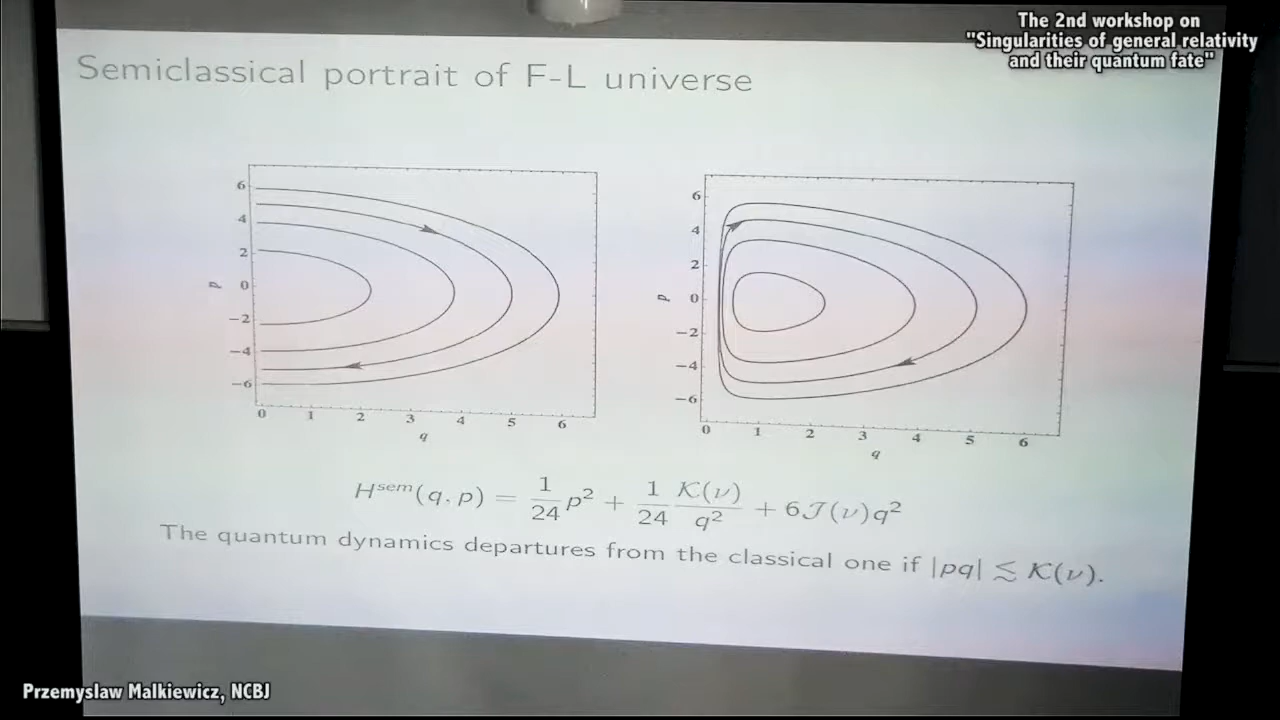 The 2nd workshop on
"Singularities of general relativity
and their quantum fate"
Semiclassical portrait of F-L universe
6
4
2
0
−2
−4
−6
p
0 1 2 3 4 5 6
q
6
4
2
0
−2
−4
−6
p
0 1 2 3 4 5 6
q
H^{sem}(q, p) = \frac{1}{24} p^2 + \frac{1}{24} \frac{𝒦(ν)}{q^2} + 6𝒥(ν)q^2
The quantum dynamics departures from the classical one if |pq| ≲ 𝒦(ν).
Przemyslaw Malkiewicz, NCBJ